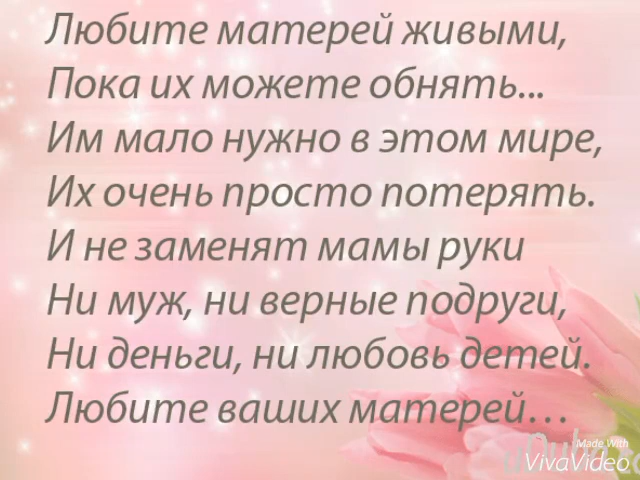 Любите матерей живыми,
Пока их можете обнять...
Им мало нужно в этом мире,
Их очень просто потерять.
И не заменят мамы руки
Ни муж, ни верные подруги,
Ни деньги, ни любовь детей.
Любите ваших матерей...
Made With
VivaVideo